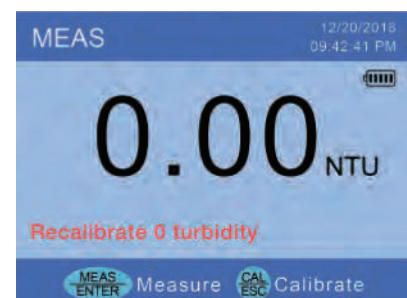 MEAS
12/20/2018
09:42:41 PM
0.00 NTU
Recalibrate 0 turbidity
MEAS ENTER Measure CAL ESC Calibrate